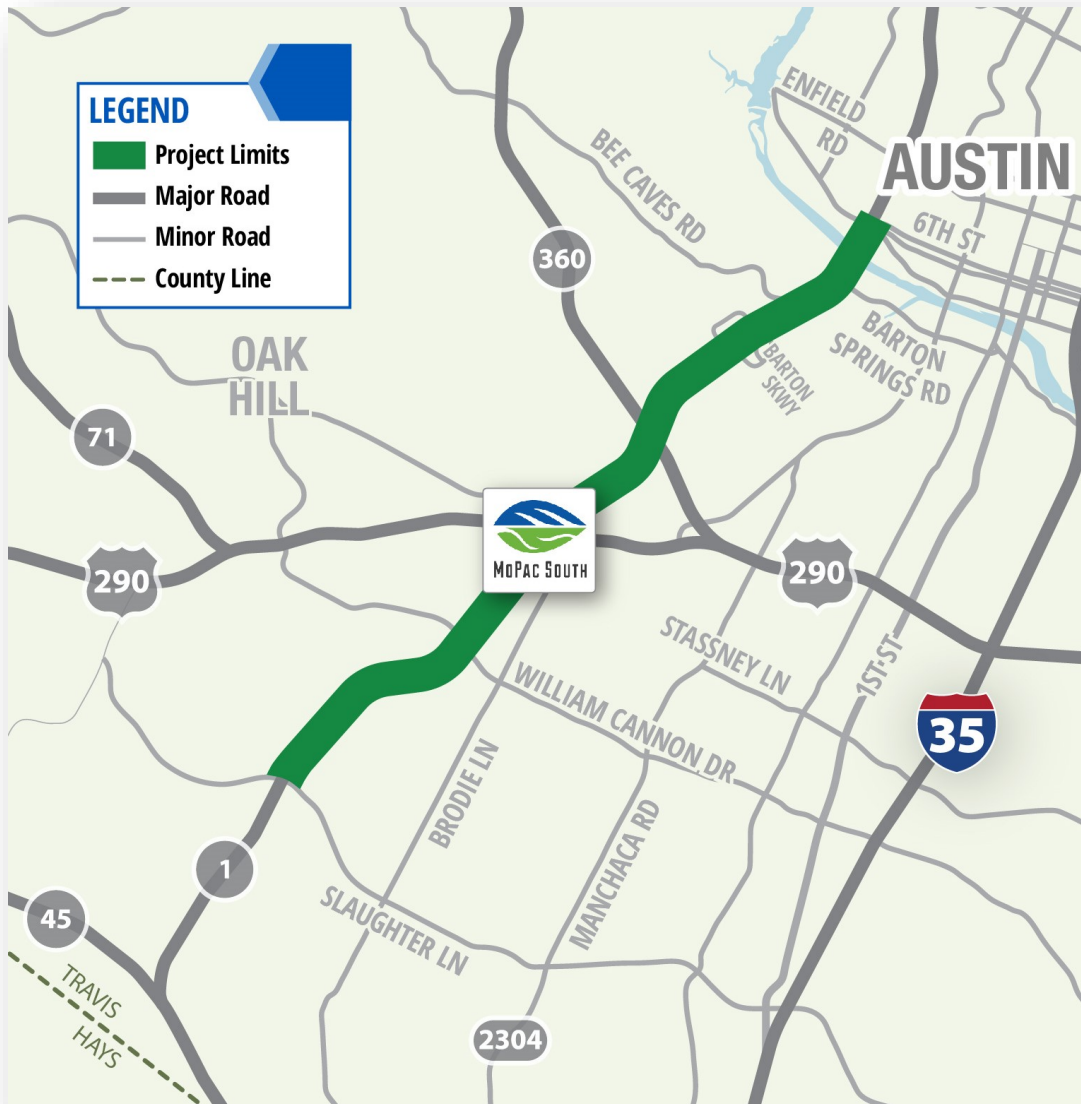 LEGEND
Project Limits
Major Road
Minor Road
County Line
ENFIELD
RD
AUSTIN
BEE CAVES RD
6TH ST
360
BARTON
SPRINGS RD
BARTON
SKWY
OAK
HILL
71
MOPAC SOUTH
290
290
STASSNEY LN
1ST ST
WILLIAM CANNON DR
35
BRODIE LN
MANCHACA RD
1
SLAUGHTER LN
45
TRAVIS
HAYS
2304